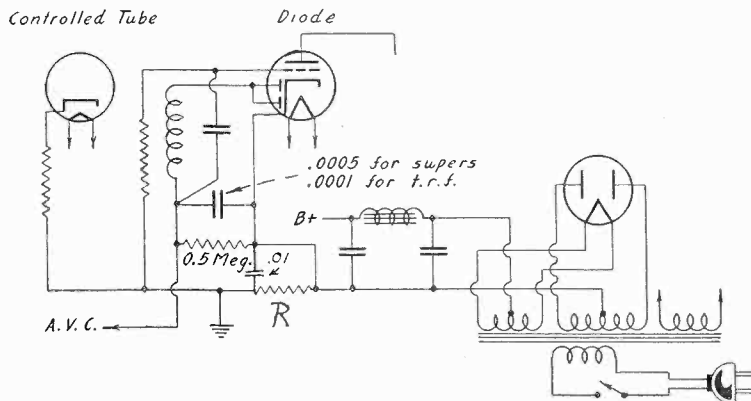 Controlled Tube
Diode
.0005 for supers
.0001 for t.r.f.
B+
0.5 Meg.
.01
R
A.V.C.